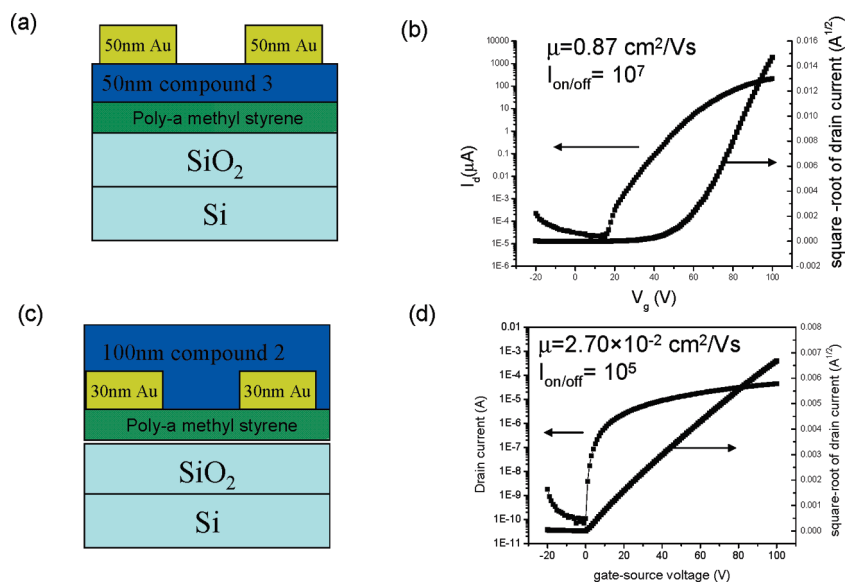 (a)
50nm Au
50nm Au
50nm compound 3
Poly-a methyl styrene
SiO2
Si
(b)
μ=0.87 cm²/Vs
Ion/off= 10⁷
10000
1000
100
10
1
0.1
0.01
1E-3
1E-4
1E-5
1E-6
Id(μA)
0.016
0.014
0.012
0.010
0.008
0.006
0.004
0.002
0.000
-0.002
square -root of drain current (A^1/2)
-20 0 20 40 60 80 100
Vg (V)
(c)
100nm compound 2
30nm Au
30nm Au
Poly-a methyl styrene
SiO2
Si
(d)
μ=2.70×10⁻² cm²/Vs
Ion/off= 10⁵
0.01
1E-3
1E-4
1E-5
1E-6
1E-7
1E-8
1E-9
1E-10
1E-11
Drain current (A)
0.008
0.007
0.006
0.005
0.004
0.003
0.002
0.001
0.000
square-root of drain current (A^1/2)
-20 0 20 40 60 80 100
gate-source voltage (V)